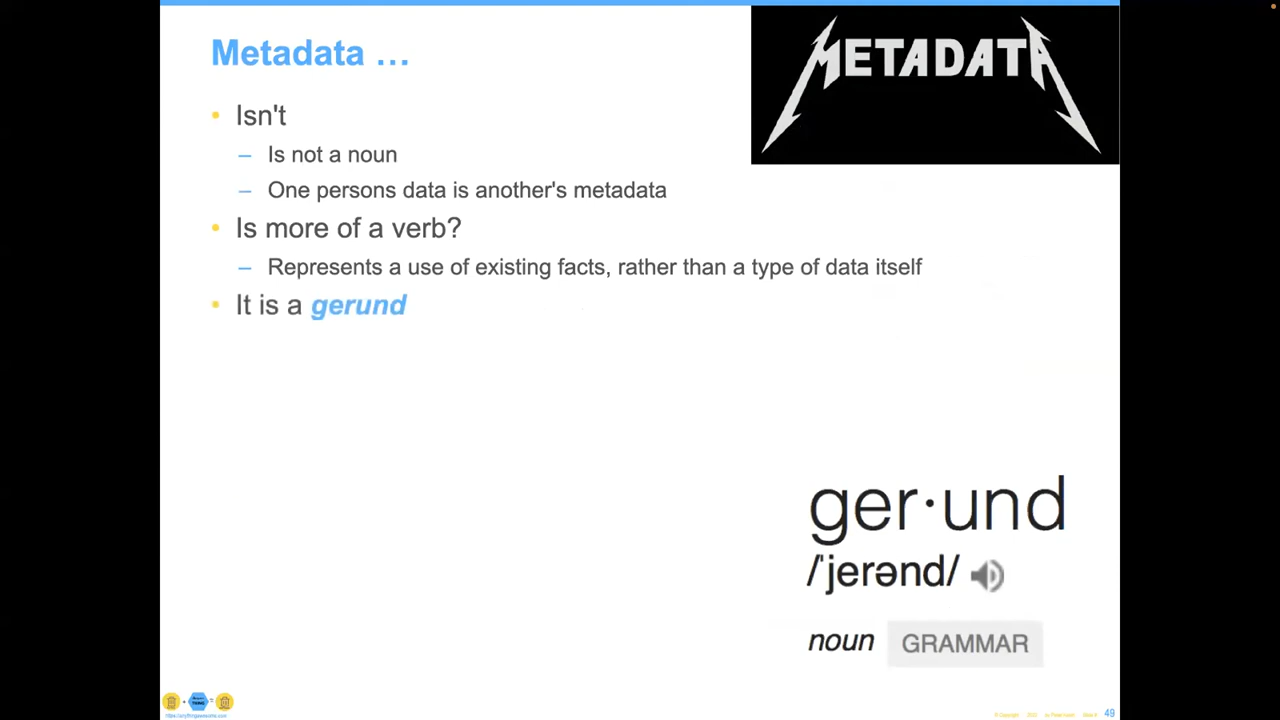 Metadata …
METADATA
• Isn't
– Is not a noun
– One persons data is another's metadata
• Is more of a verb?
– Represents a use of existing facts, rather than a type of data itself
• It is a gerund
ger·und
/ˈjerənd/
noun GRAMMAR
49